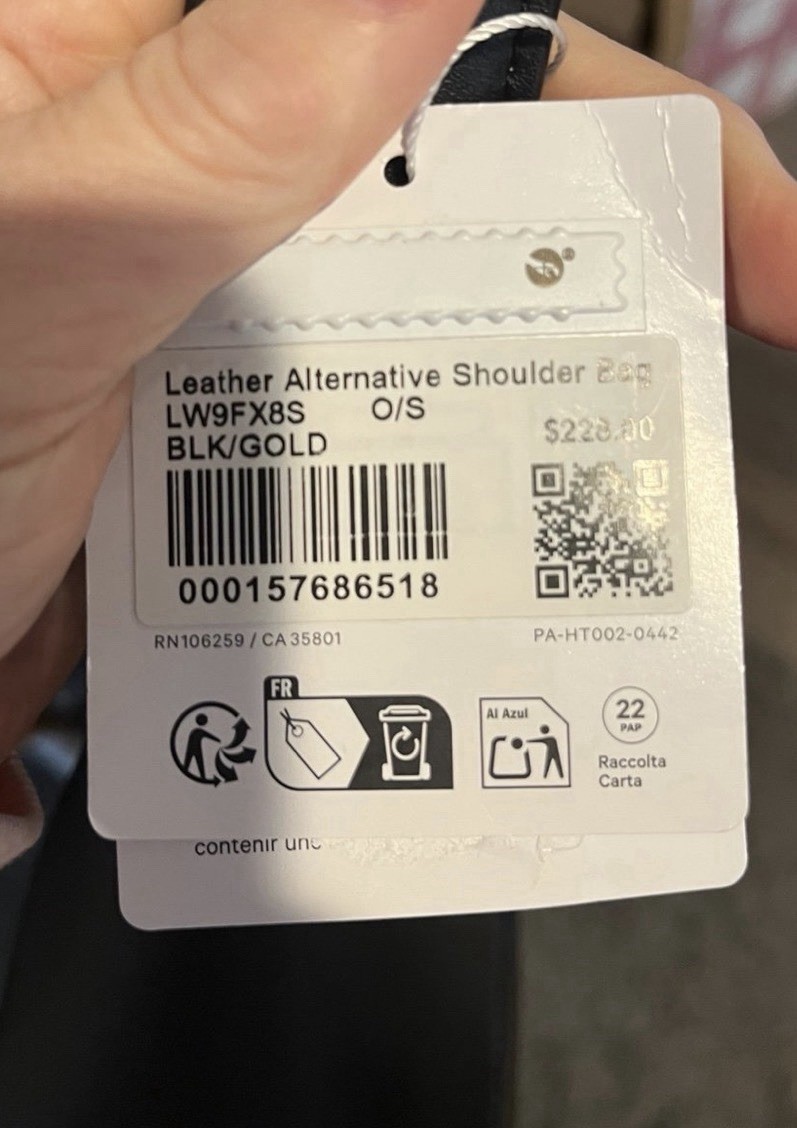 Leather Alternative Shoulder Bag
LW9FX8S O/S
BLK/GOLD
$228.00
000157686518
RN106259 / CA 35801
PA-HT002-0442
FR
Al Azul
22
PAP
Raccolta
Carta
contenir une